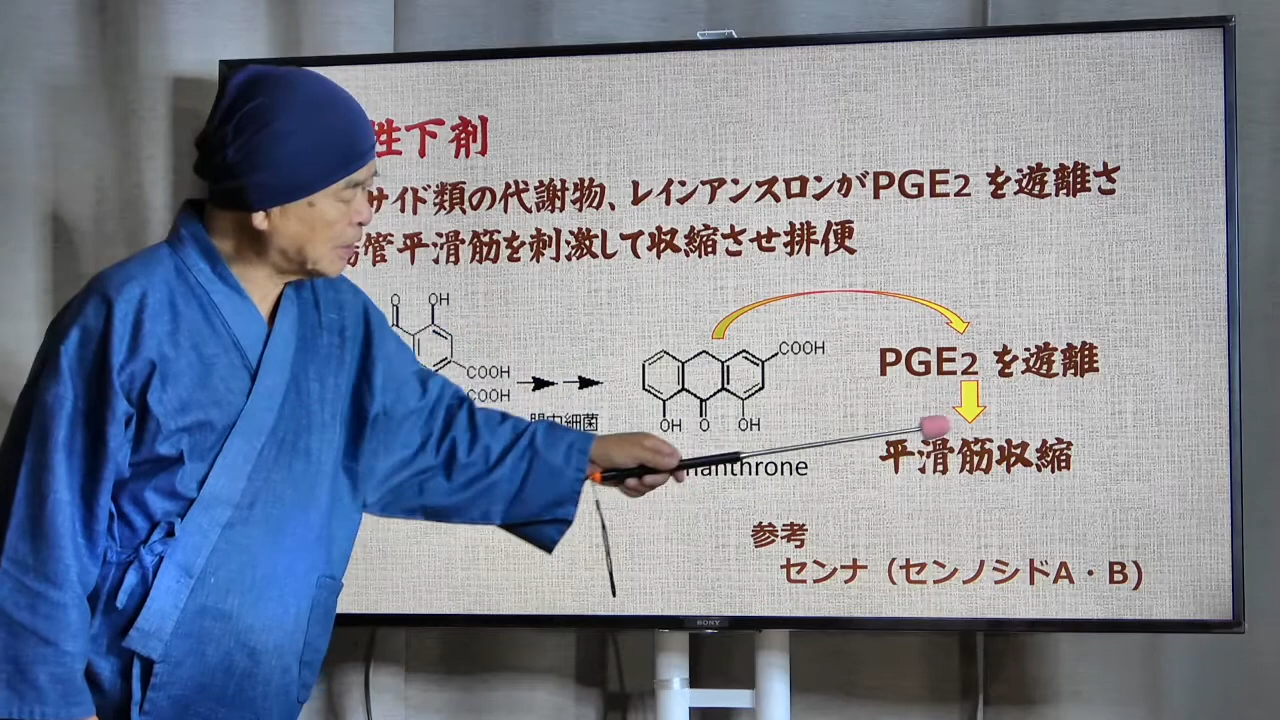 性下剤
サイド類の代謝物、レインアンスロンがPGE2 を遊離さ
腸管平滑筋を刺激して収縮させ排便
O OH
COOH
COOH
腸内細菌
COOH
OH O OH
nanthrone
PGE2 を遊離
平滑筋収縮
参考
センナ（センノシドA・B)
SONY